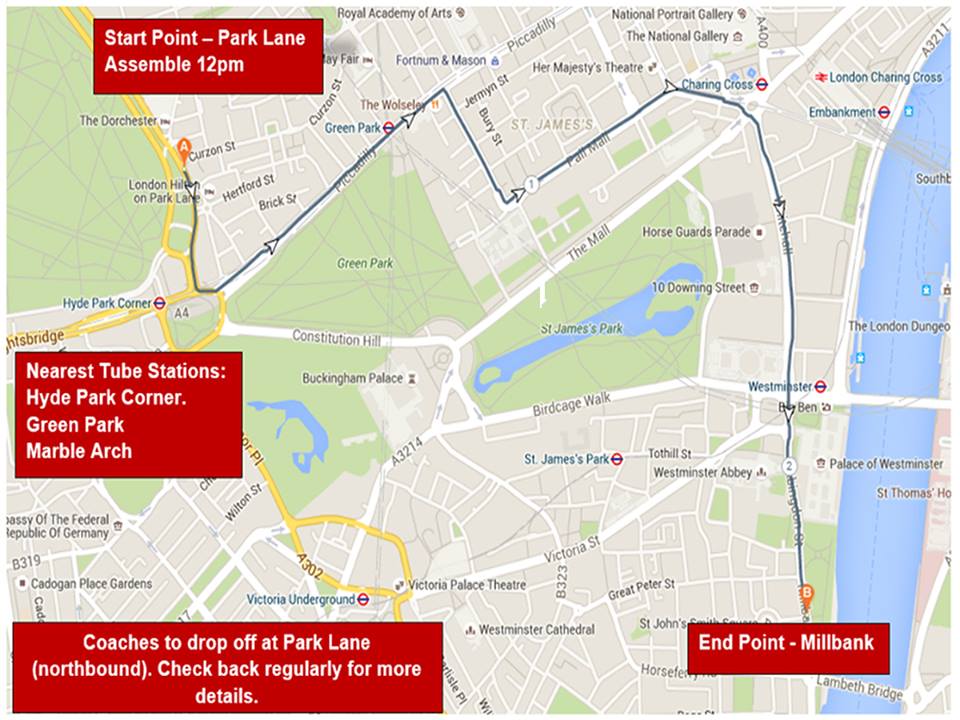 Start Point – Park Lane
Assemble 12pm
Royal Academy of Arts
Piccadilly
National Portrait Gallery
The National Gallery
A400
A3211
Fortnum & Mason
Her Majesty's Theatre
Jermyn St
Charing Cross
London Charing Cross
Embankment
Curzon St
The Wolseley
Green Park
Bury St
ST. JAMES'S
The Dorchester
A
Curzon St
Piccadilly
Pall Mall
1
London Hil
on Park Lane
Hertford St
Brick St
The Mall
Horse Guards Parade
Green Park
10 Downing Street
Hyde Park Corner
A4
St James's Park
The London Dungeo
Constitution Hill
Nearest Tube Stations:
Hyde Park Corner.
Green Park
Marble Arch
Buckingham Palace
Westminster
Birdcage Walk
Ben
A3214
St. James's Park
Tothill St
Westminster Abbey
2
Palace of Westminster
St Thomas' Ho
Wilton St
Of The Federal
Republic Of Germany
Victoria St
B319
A302
B323
Cadogan Place Gardens
Victoria Palace Theatre
Great Peter St
B
Victoria Underground
17
Westminster Cathedral
St John's Smith Square
Coaches to drop off at Park Lane
(northbound). Check back regularly for more
details.
End Point - Millbank
Horseferry
Lambeth Bridge